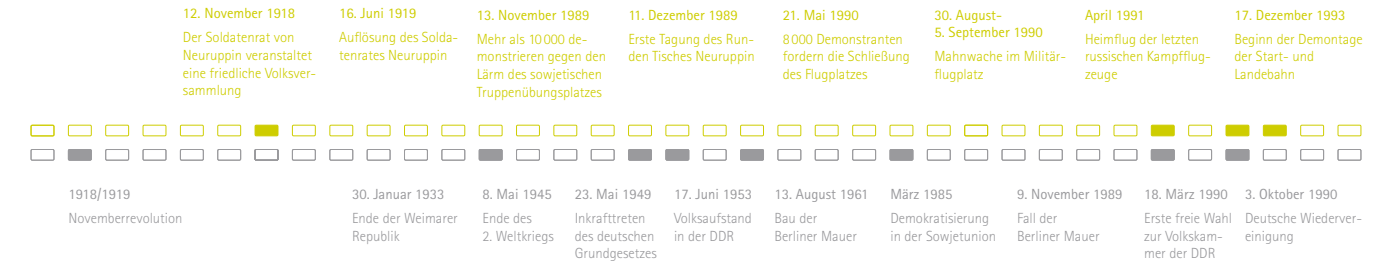 12. November 1918
Der Soldatenrat von
Neuruppin veranstaltet
eine friedliche Volksver-
sammlung
16. Juni 1919
Auflösung des Solda-
tenrates Neuruppin
13. November 1989
Mehr als 10 000 de-
monstrieren gegen den
Lärm des sowjetischen
Truppenübungsplatzes
11. Dezember 1989
Erste Tagung des Run-
den Tisches Neuruppin
21. Mai 1990
8 000 Demonstranten
fordern die Schließung
des Flugplatzes
30. August-
5. September 1990
Mahnwache im Militär-
flugplatz
April 1991
Heimflug der letzten
russischen Kampfflug-
zeuge
17. Dezember 1993
Beginn der Demontage
der Start- und
Landebahn
1918/1919
Novemberrevolution
30. Januar 1933
Ende der Weimarer
Republik
8. Mai 1945
Ende des
2. Weltkriegs
23. Mai 1949
Inkrafttreten
des deutschen
Grundgesetzes
17. Juni 1953
Volksaufstand
in der DDR
13. August 1961
Bau der
Berliner Mauer
März 1985
Demokratisierung
in der Sowjetunion
9. November 1989
Fall der
Berliner Mauer
18. März 1990
Erste freie Wahl
zur Volkskam-
mer der DDR
3. Oktober 1990
Deutsche Wiederver-
einigung